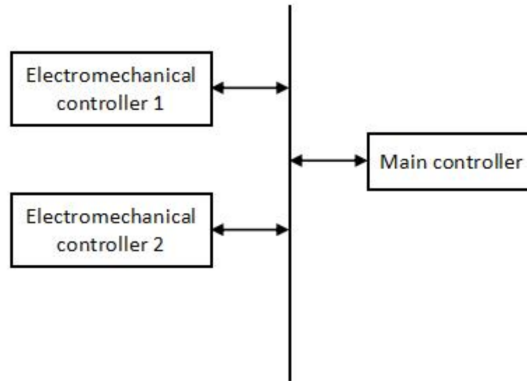 Electromechanical
controller 1
Main controller
Electromechanical
controller 2